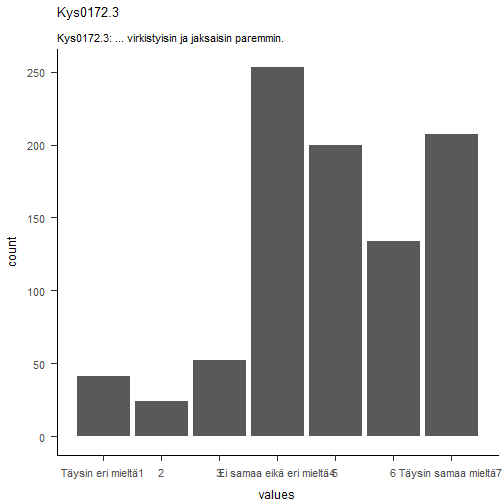 Kys0172.3
Kys0172.3: ... virkistyisin ja jaksaisin paremmin.
250
200
150
100
50
0
count
Täysin eri mieltä1 2 3 Ei samaa eikä eri mieltä4 5 6 Täysin samaa mieltä7
values